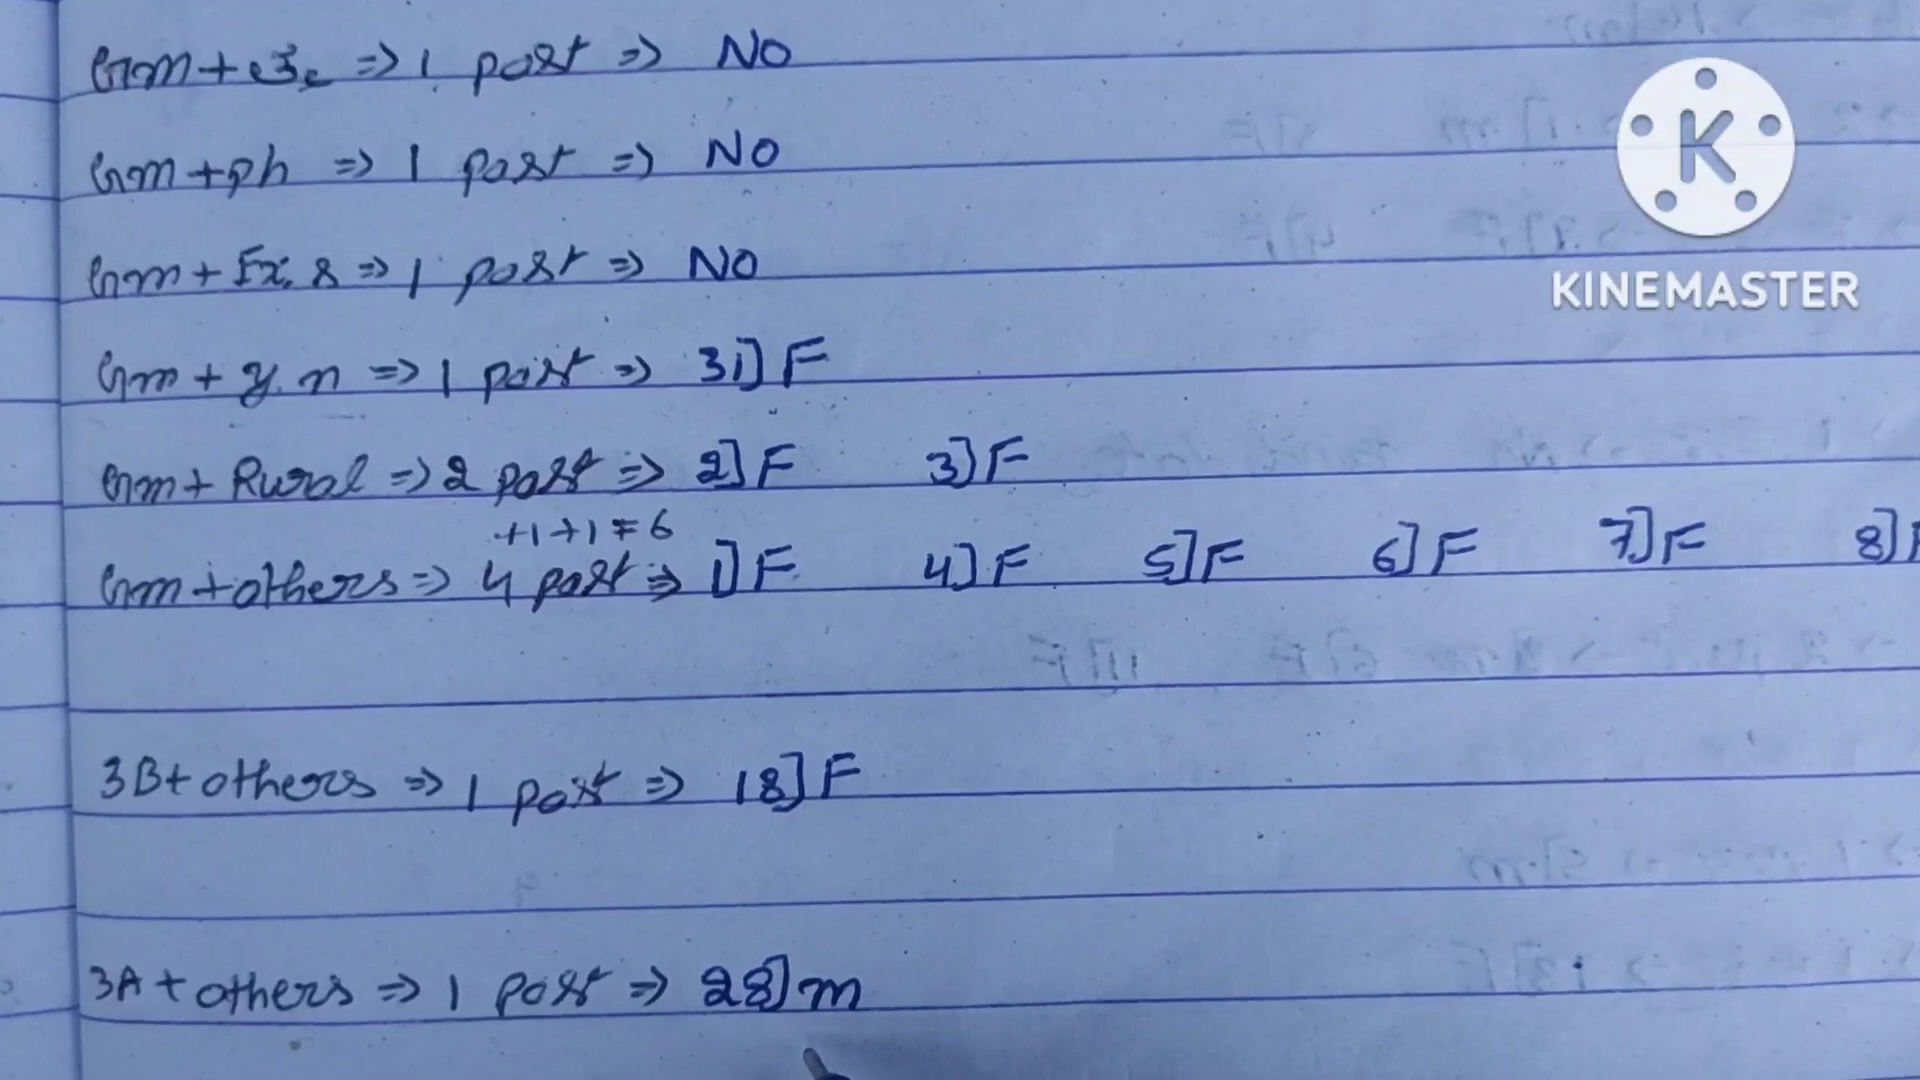 Gm + ತೃ => 1 post => NO
Gm + ph => 1 post => NO
Gm + Ex. s => 1 post => NO
Gm + y. n => 1 post => 31] F
Gm + Rural => 2 post => 2] F 3] F
+1 +1 = 6
Gm + others => 4 post => 1] F 4] F 5] F 6] F 7] F 8] F
3B + others => 1 post => 18] F
3A + others => 1 post => 28] m
K
KINEMASTER